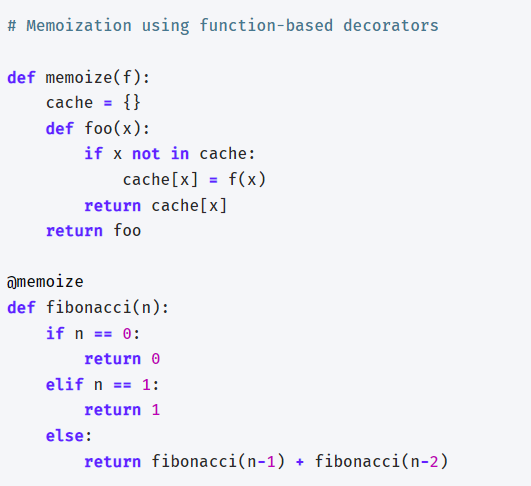 # Memoization using function-based decorators

def memoize(f):
    cache = {}
    def foo(x):
        if x not in cache:
            cache[x] = f(x)
        return cache[x]
    return foo

@memoize
def fibonacci(n):
    if n == 0:
        return 0
    elif n == 1:
        return 1
    else:
        return fibonacci(n-1) + fibonacci(n-2)